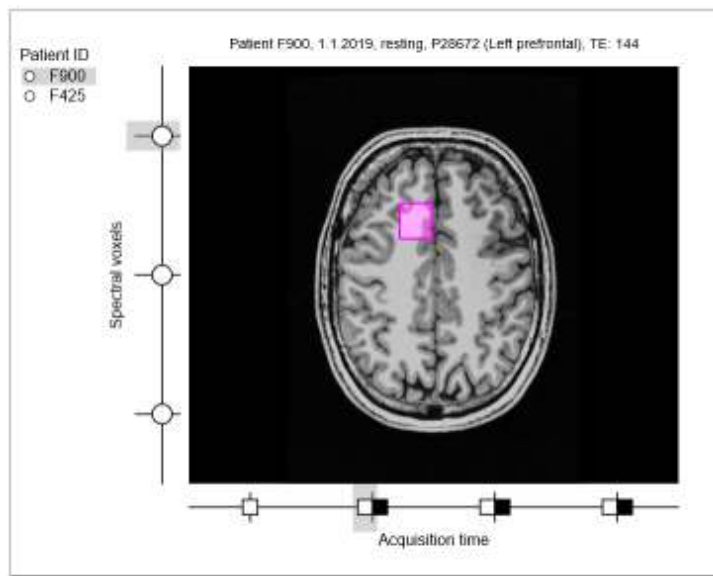 Patient F900, 1.1.2019, resting, P28672 (Left prefrontal), TE: 144
Patient ID
F900
F425
Spectral voxels
Acquisition time